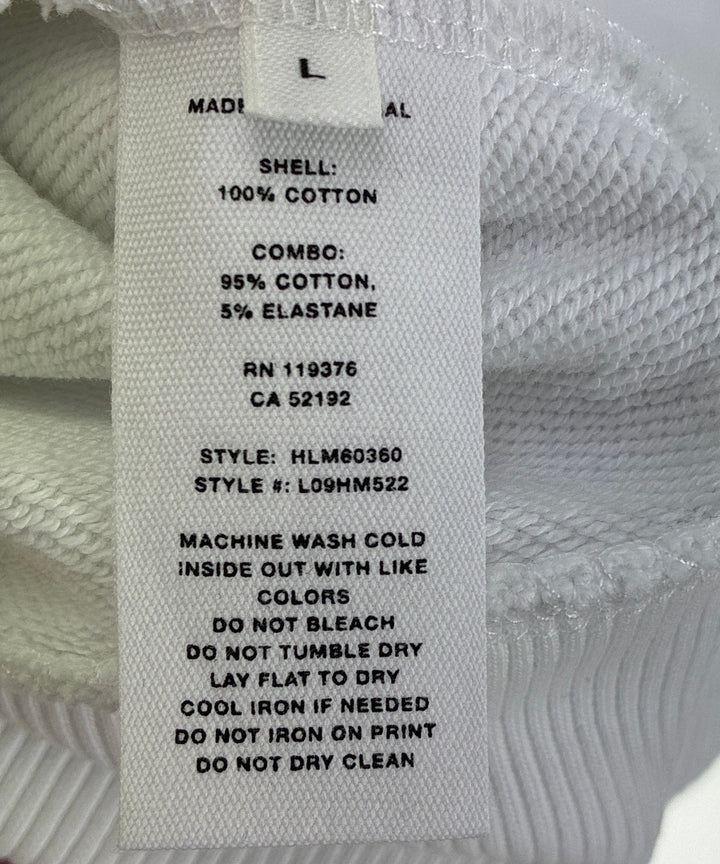 L
MADE
AL
SHELL:
100% COTTON
COMBO:
95% COTTON,
5% ELASTANE
RN 119376
CA 52192
STYLE: HLM60360
STYLE #: L09HM522
MACHINE WASH COLD
INSIDE OUT WITH LIKE
COLORS
DO NOT BLEACH
DO NOT TUMBLE DRY
LAY FLAT TO DRY
COOL IRON IF NEEDED
DO NOT IRON ON PRINT
DO NOT DRY CLEAN